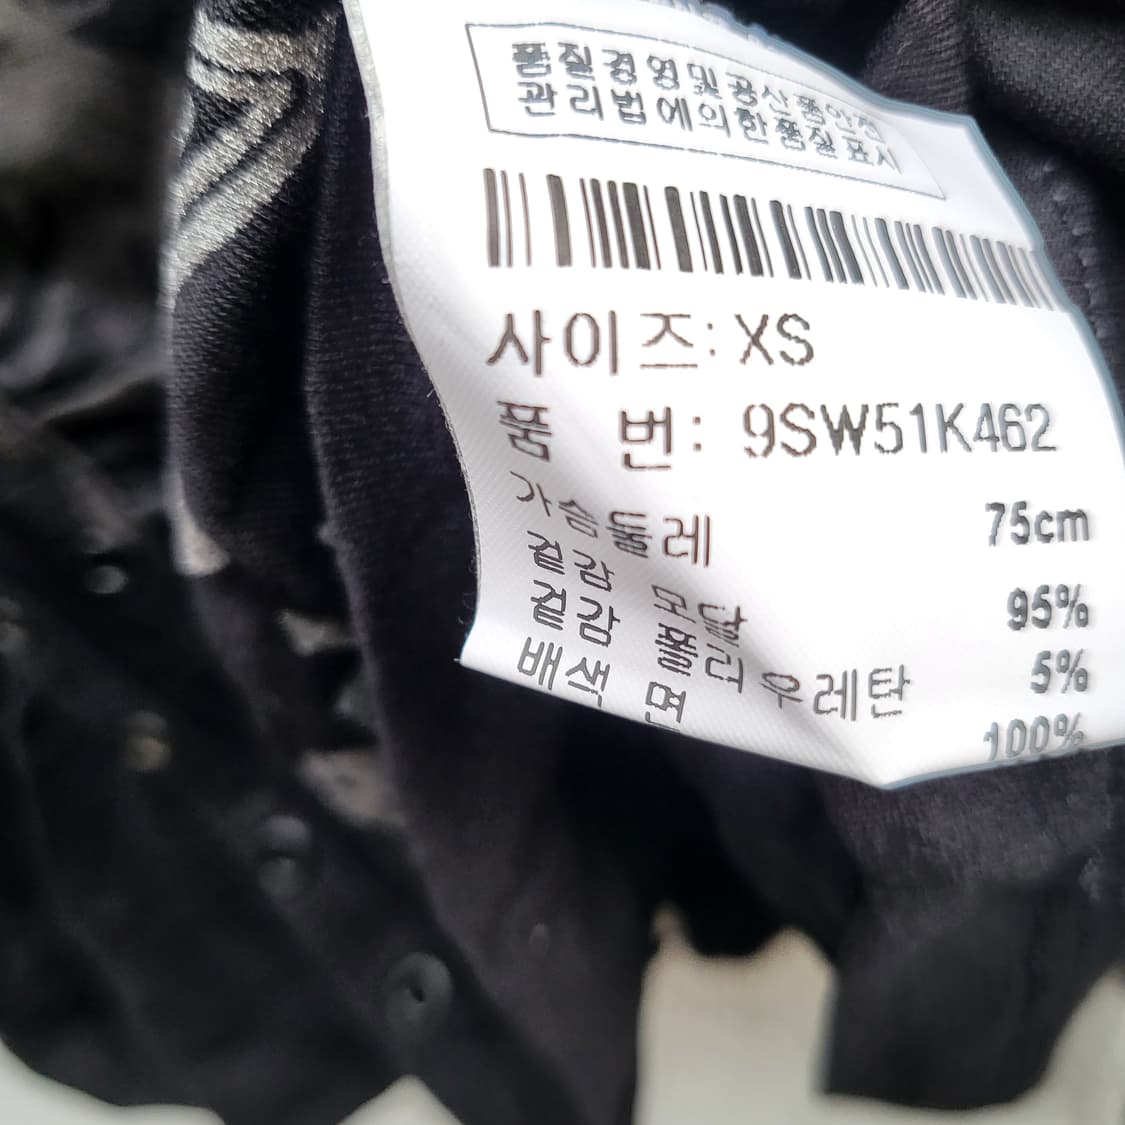 품질경영및공산품안전
관리법에의한품질표시
사이즈: XS
품 번: 9SW51K462
가슴둘레 75cm
겉감 모달 95%
겉감 폴리우레탄 5%
배색 면 100%